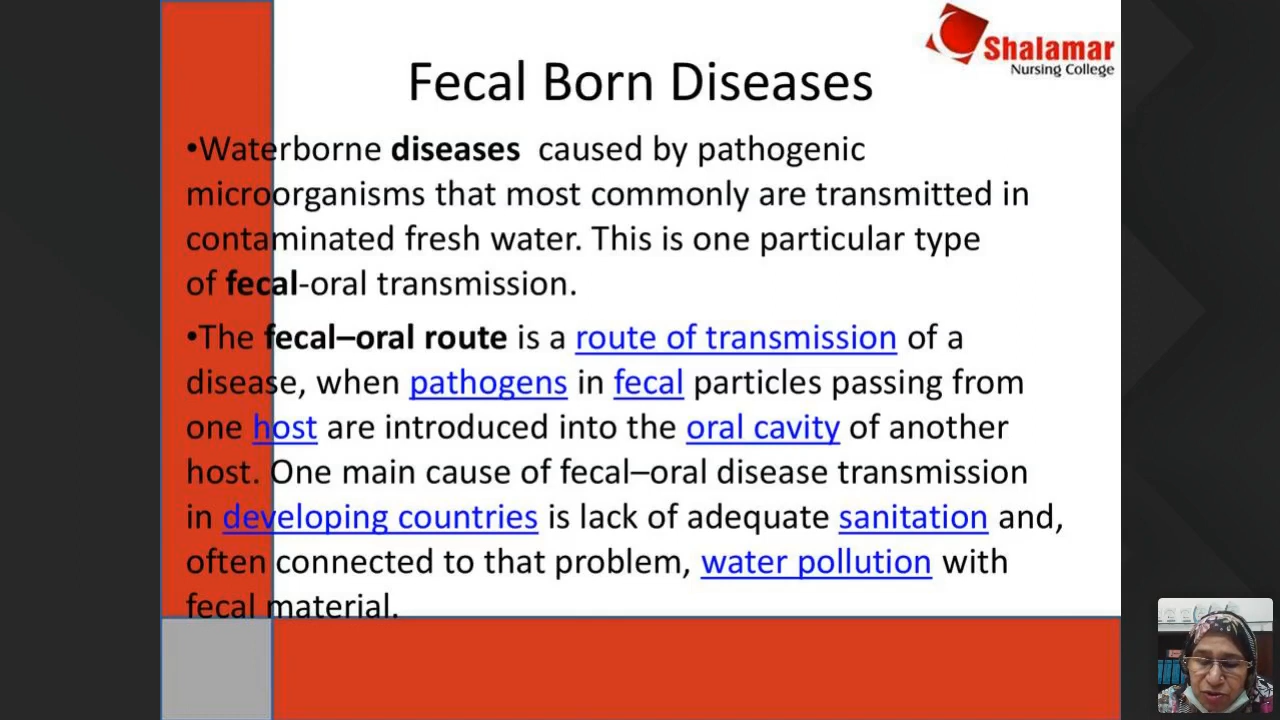 Shalamar
Nursing College
Fecal Born Diseases
•Waterborne diseases caused by pathogenic
microorganisms that most commonly are transmitted in
contaminated fresh water. This is one particular type
of fecal-oral transmission.
•The fecal–oral route is a route of transmission of a
disease, when pathogens in fecal particles passing from
one host are introduced into the oral cavity of another
host. One main cause of fecal–oral disease transmission
in developing countries is lack of adequate sanitation and,
often connected to that problem, water pollution with
fecal material.